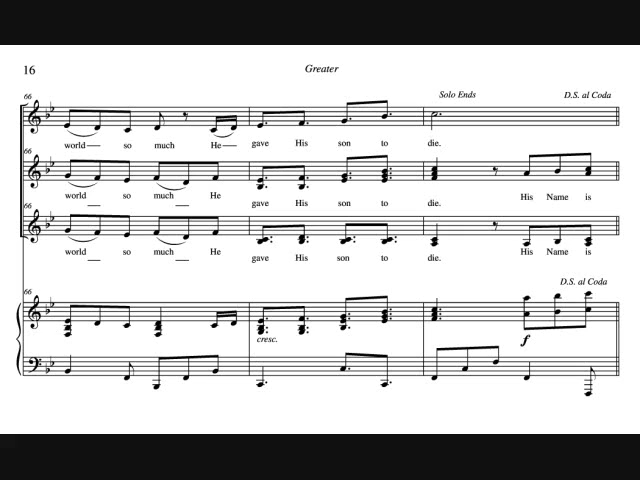 16
Greater
Solo Ends D.S. al Coda
66
world so much He gave His son to die.
66
world so much He gave His son to die. His Name is
66
world so much He gave His son to die. His Name is
D.S. al Coda
66
cresc. f